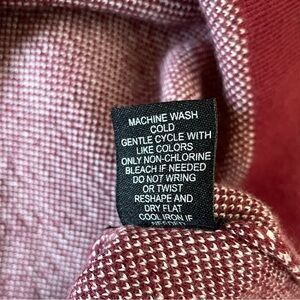 MACHINE WASH
COLD
GENTLE CYCLE WITH
LIKE COLORS
ONLY NON-CHLORINE
BLEACH IF NEEDED
DO NOT WRING
OR TWIST
RESHAPE AND
DRY FLAT
COOL IRON IF
NEEDED